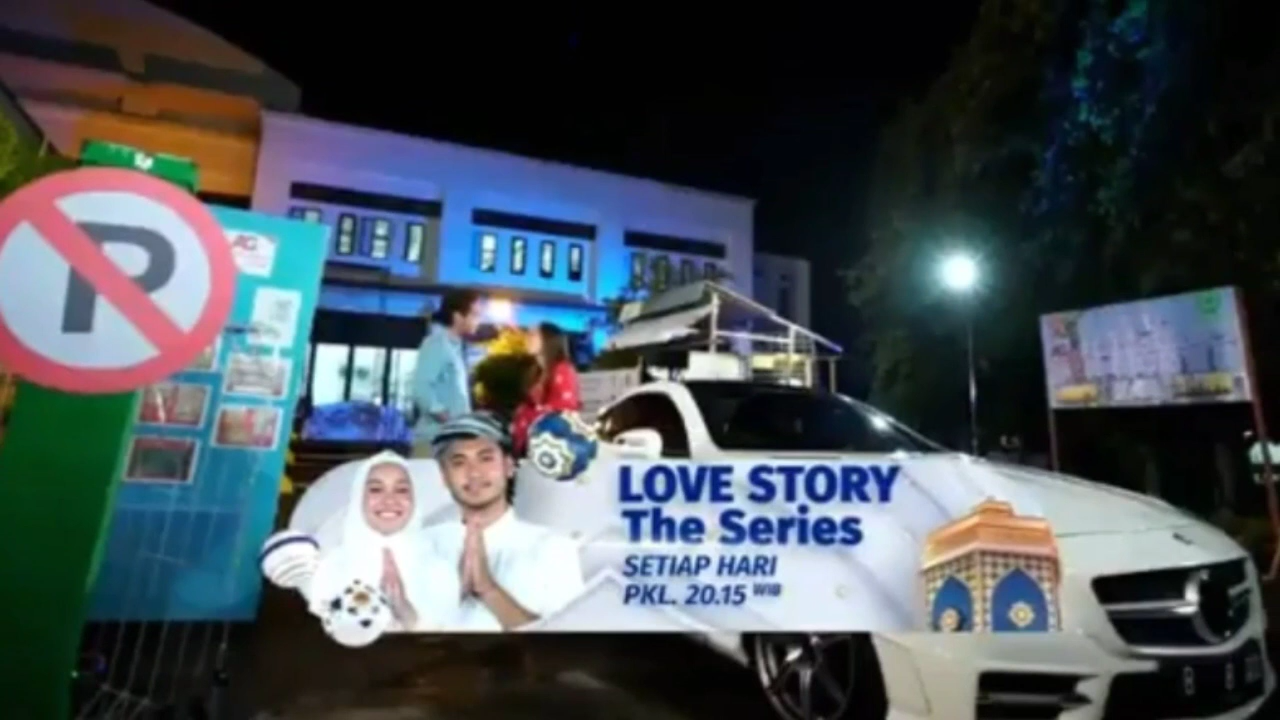 P
LOVE STORY
The Series
SETIAP HARI
PKL. 20.15 WIB